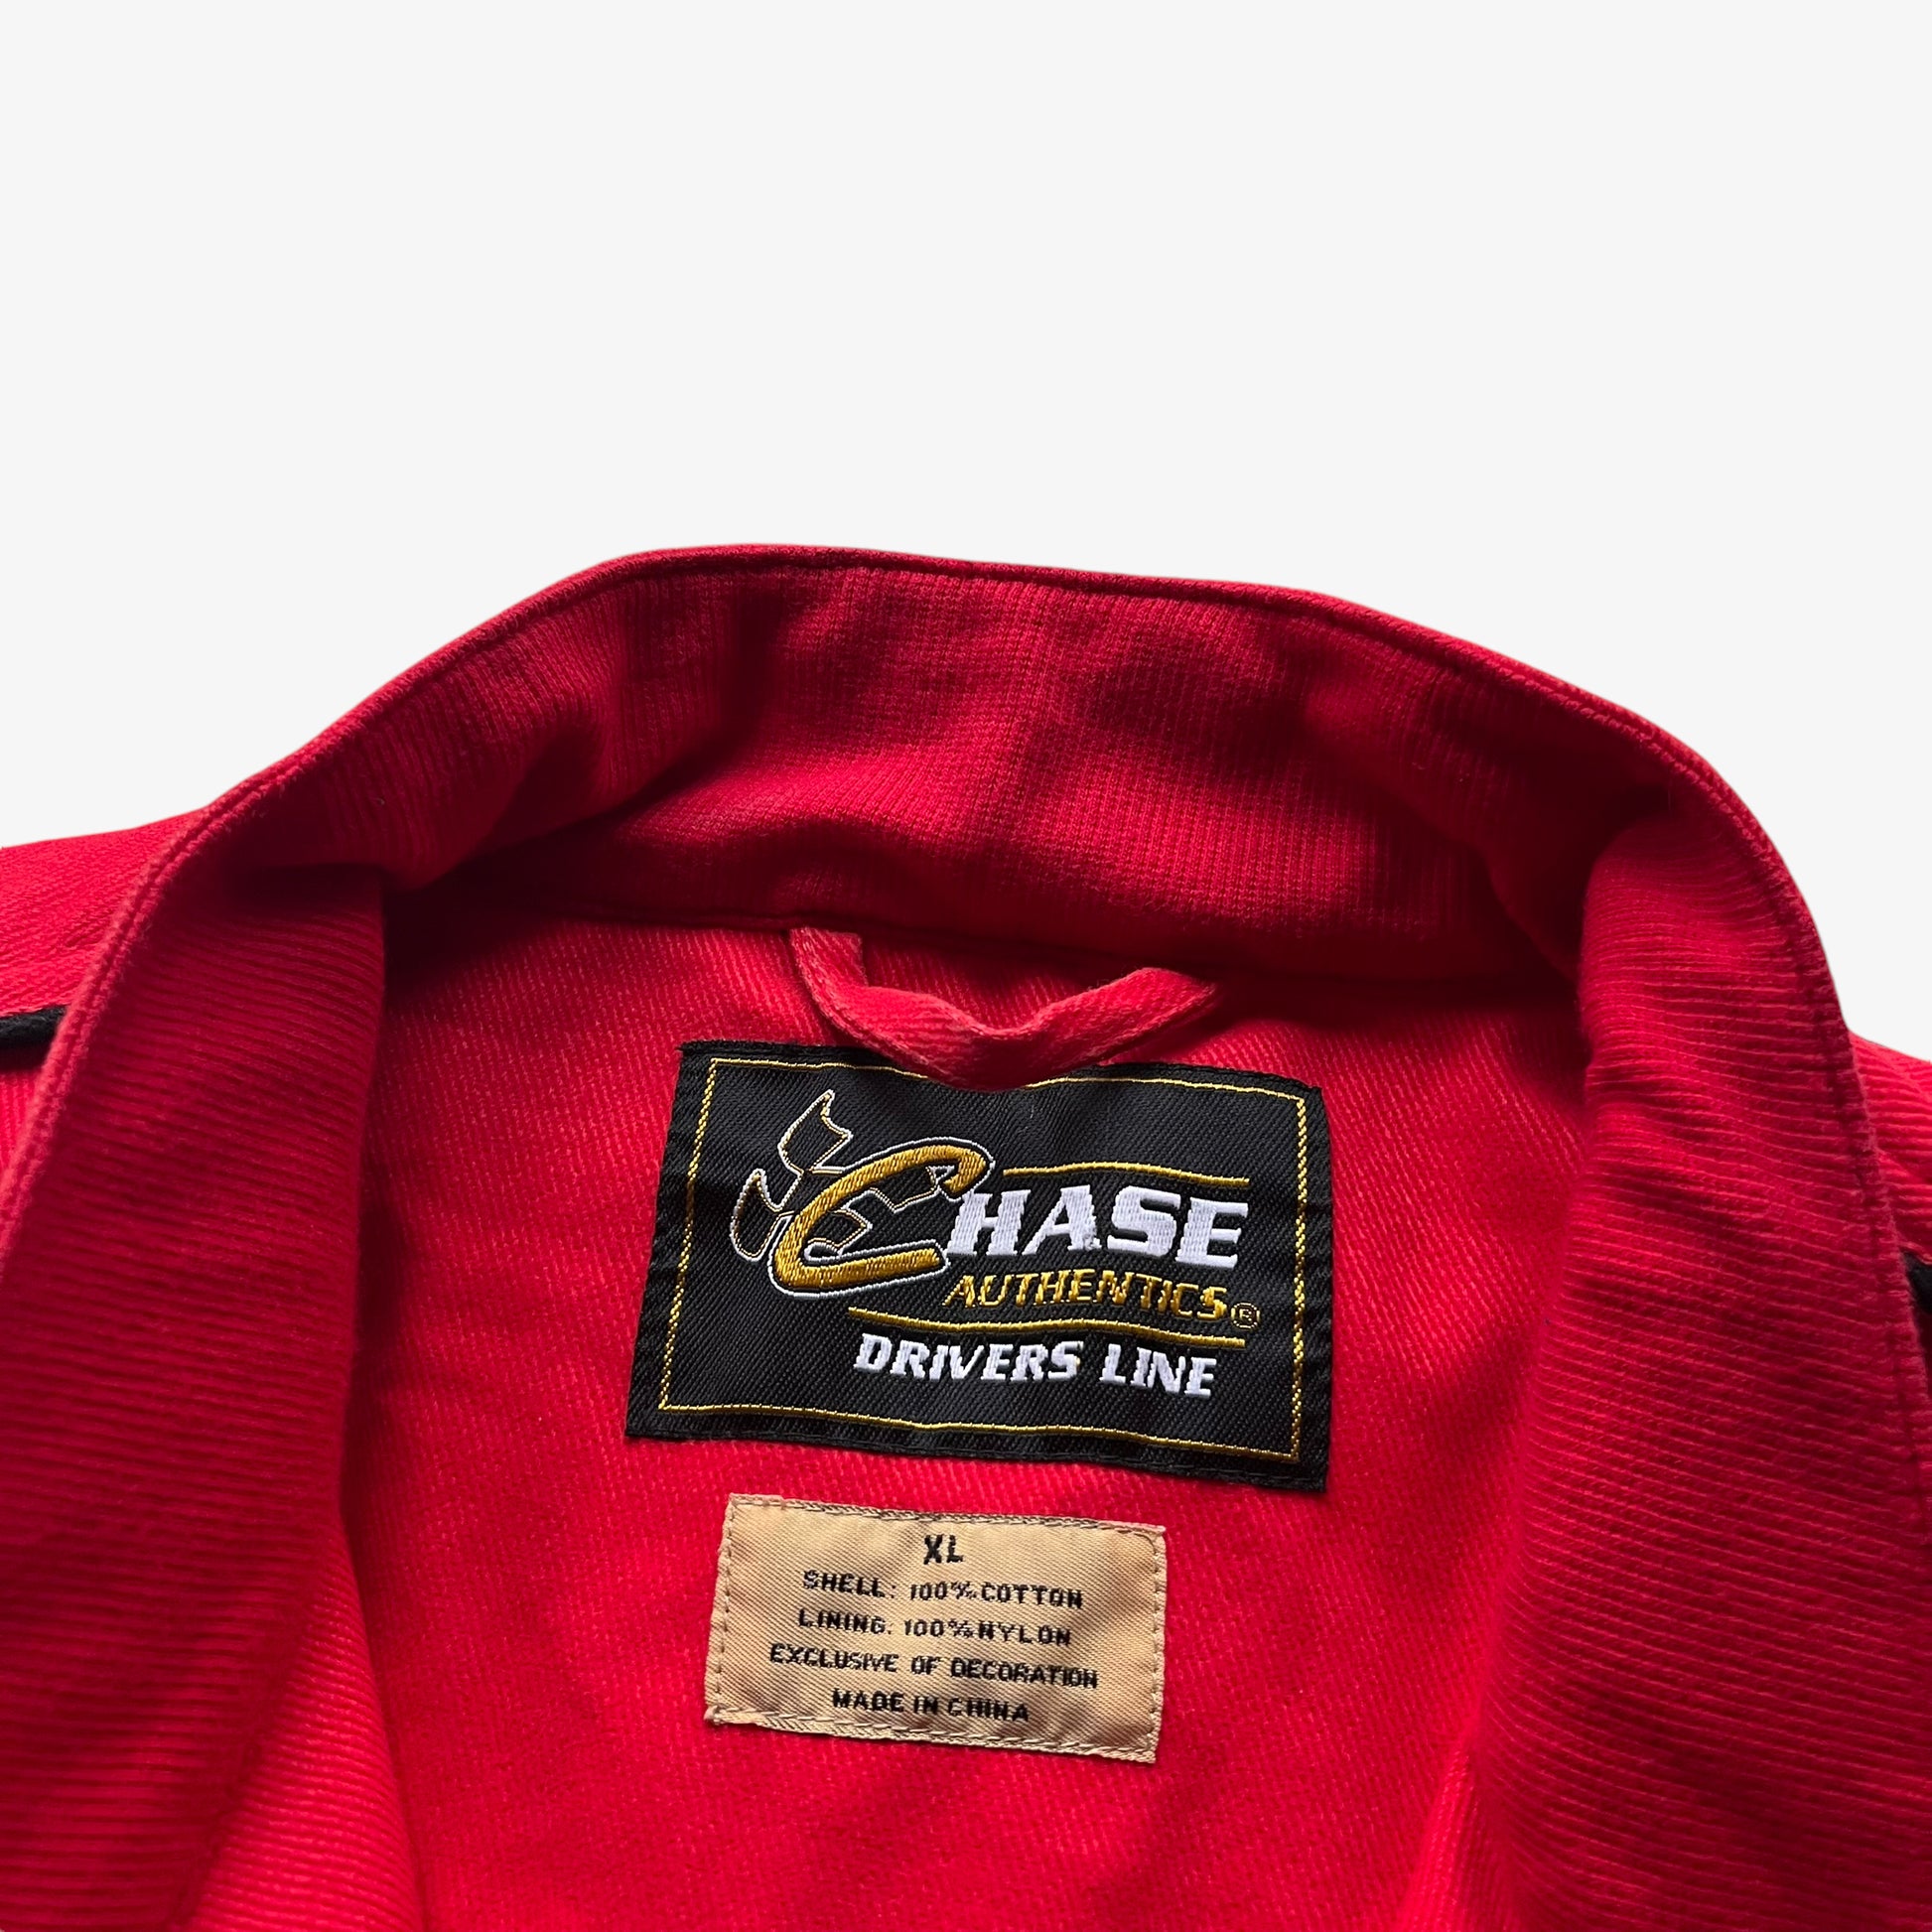 CHASE
AUTHENTICS®
DRIVERS LINE
XL
SHELL: 100% COTTON
LINING: 100% NYLON
EXCLUSIVE OF DECORATION
MADE IN CHINA